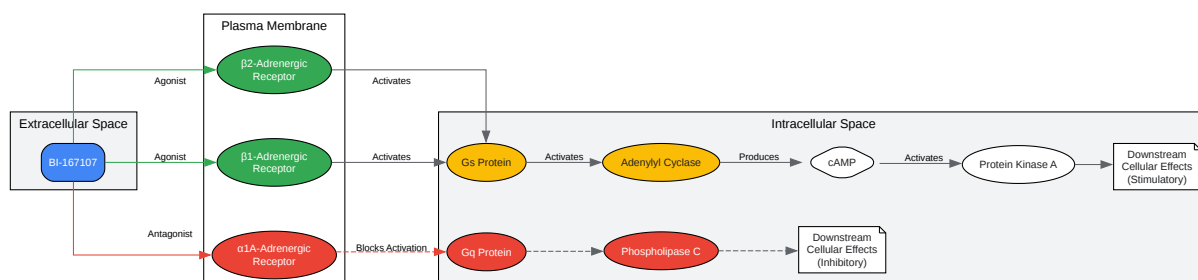 Plasma Membrane
β2-Adrenergic
Receptor
Agonist
Activates
Extracellular Space
Intracellular Space
BI-167107
Agonist
β1-Adrenergic
Receptor
Activates
Gs Protein
Activates
Adenylyl Cyclase
Produces
cAMP
Activates
Protein Kinase A
Downstream
Cellular Effects
(Stimulatory)
Antagonist
α1A-Adrenergic
Receptor
Blocks Activation
Gq Protein
Phospholipase C
Downstream
Cellular Effects
(Inhibitory)